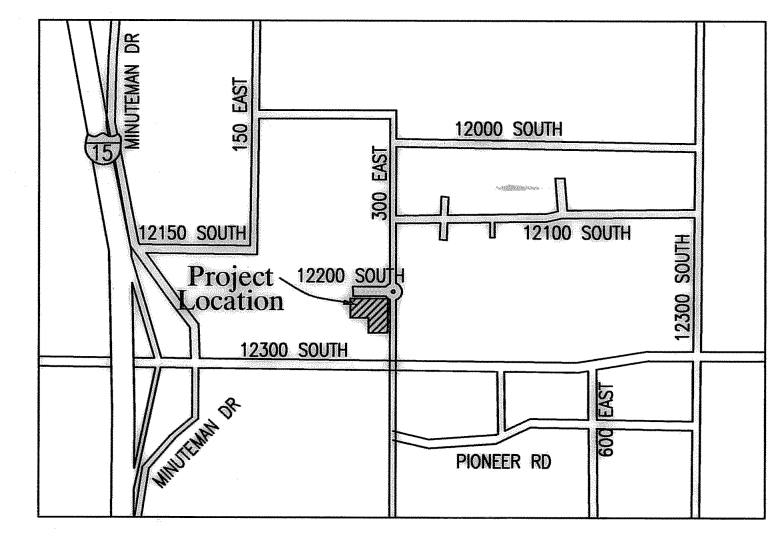 MINUTEMAN DR
150 EAST
12000 SOUTH
15
300 EAST
12150 SOUTH
12100 SOUTH
12200 SOUTH
Project
Location
12300 SOUTH
12300 SOUTH
600 EAST
MINUTEMAN DR
PIONEER RD